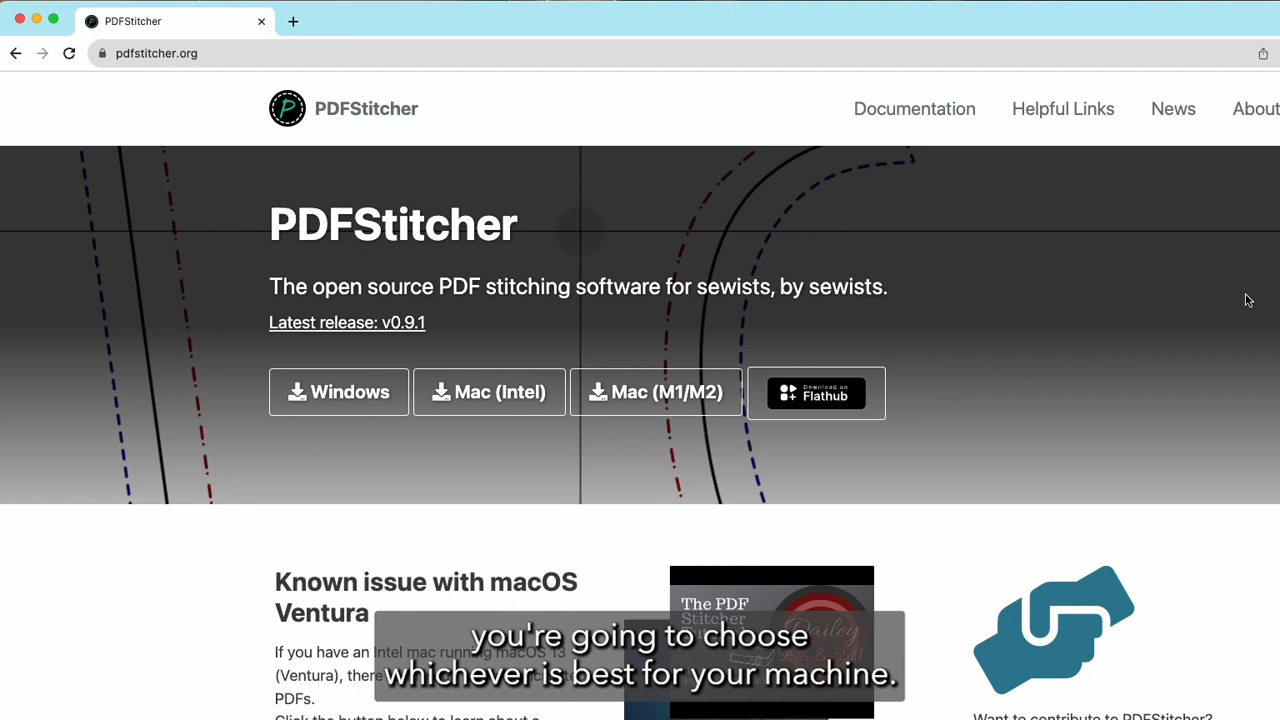 PDFStitcher
pdfstitcher.org
PDFStitcher
Documentation
Helpful Links
News
About
PDFStitcher
The open source PDF stitching software for sewists, by sewists.
Latest release: v0.9.1
Windows
Mac (Intel)
Mac (M1/M2)
Download on
Flathub
Known issue with macOS
Ventura
If you have an Intel mac running macOS 13
(Ventura), there
PDFs.
Click the button below to learn about a
The PDF
Stitcher
Dailey
Sews & Stuff
Want to contribute to PDFStitcher?
you're going to choose
whichever is best for your machine.